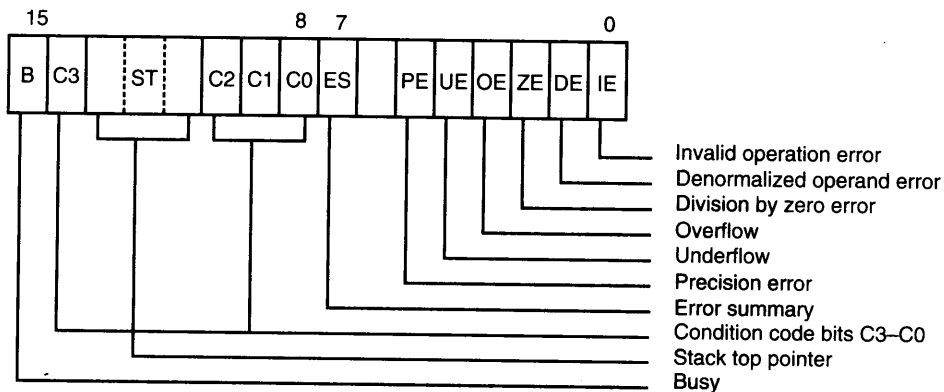 15 8 7 0
B C3 ST C2 C1 C0 ES PE UE OE ZE DE IE
Invalid operation error
Denormalized operand error
Division by zero error
Overflow
Underflow
Precision error
Error summary
Condition code bits C3–C0
Stack top pointer
Busy